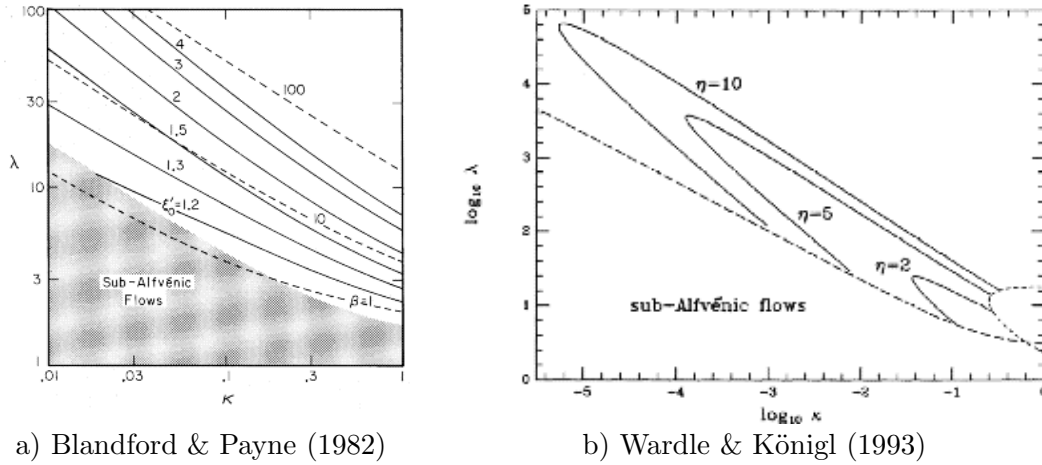 100
30
λ
10
3
1
.01
.03
.1
.3
1
κ
4
3
2
1.5
1.3
ξ'₀=1.2
100
10
β=1
Sub-Alfvénic
Flows
a) Blandford & Payne (1982)
5
4
3
2
1
0
log₁₀ λ
-5
-4
-3
-2
-1
0
log₁₀ κ
η=10
η=5
η=2
sub-Alfvénic flows
b) Wardle & Königl (1993)